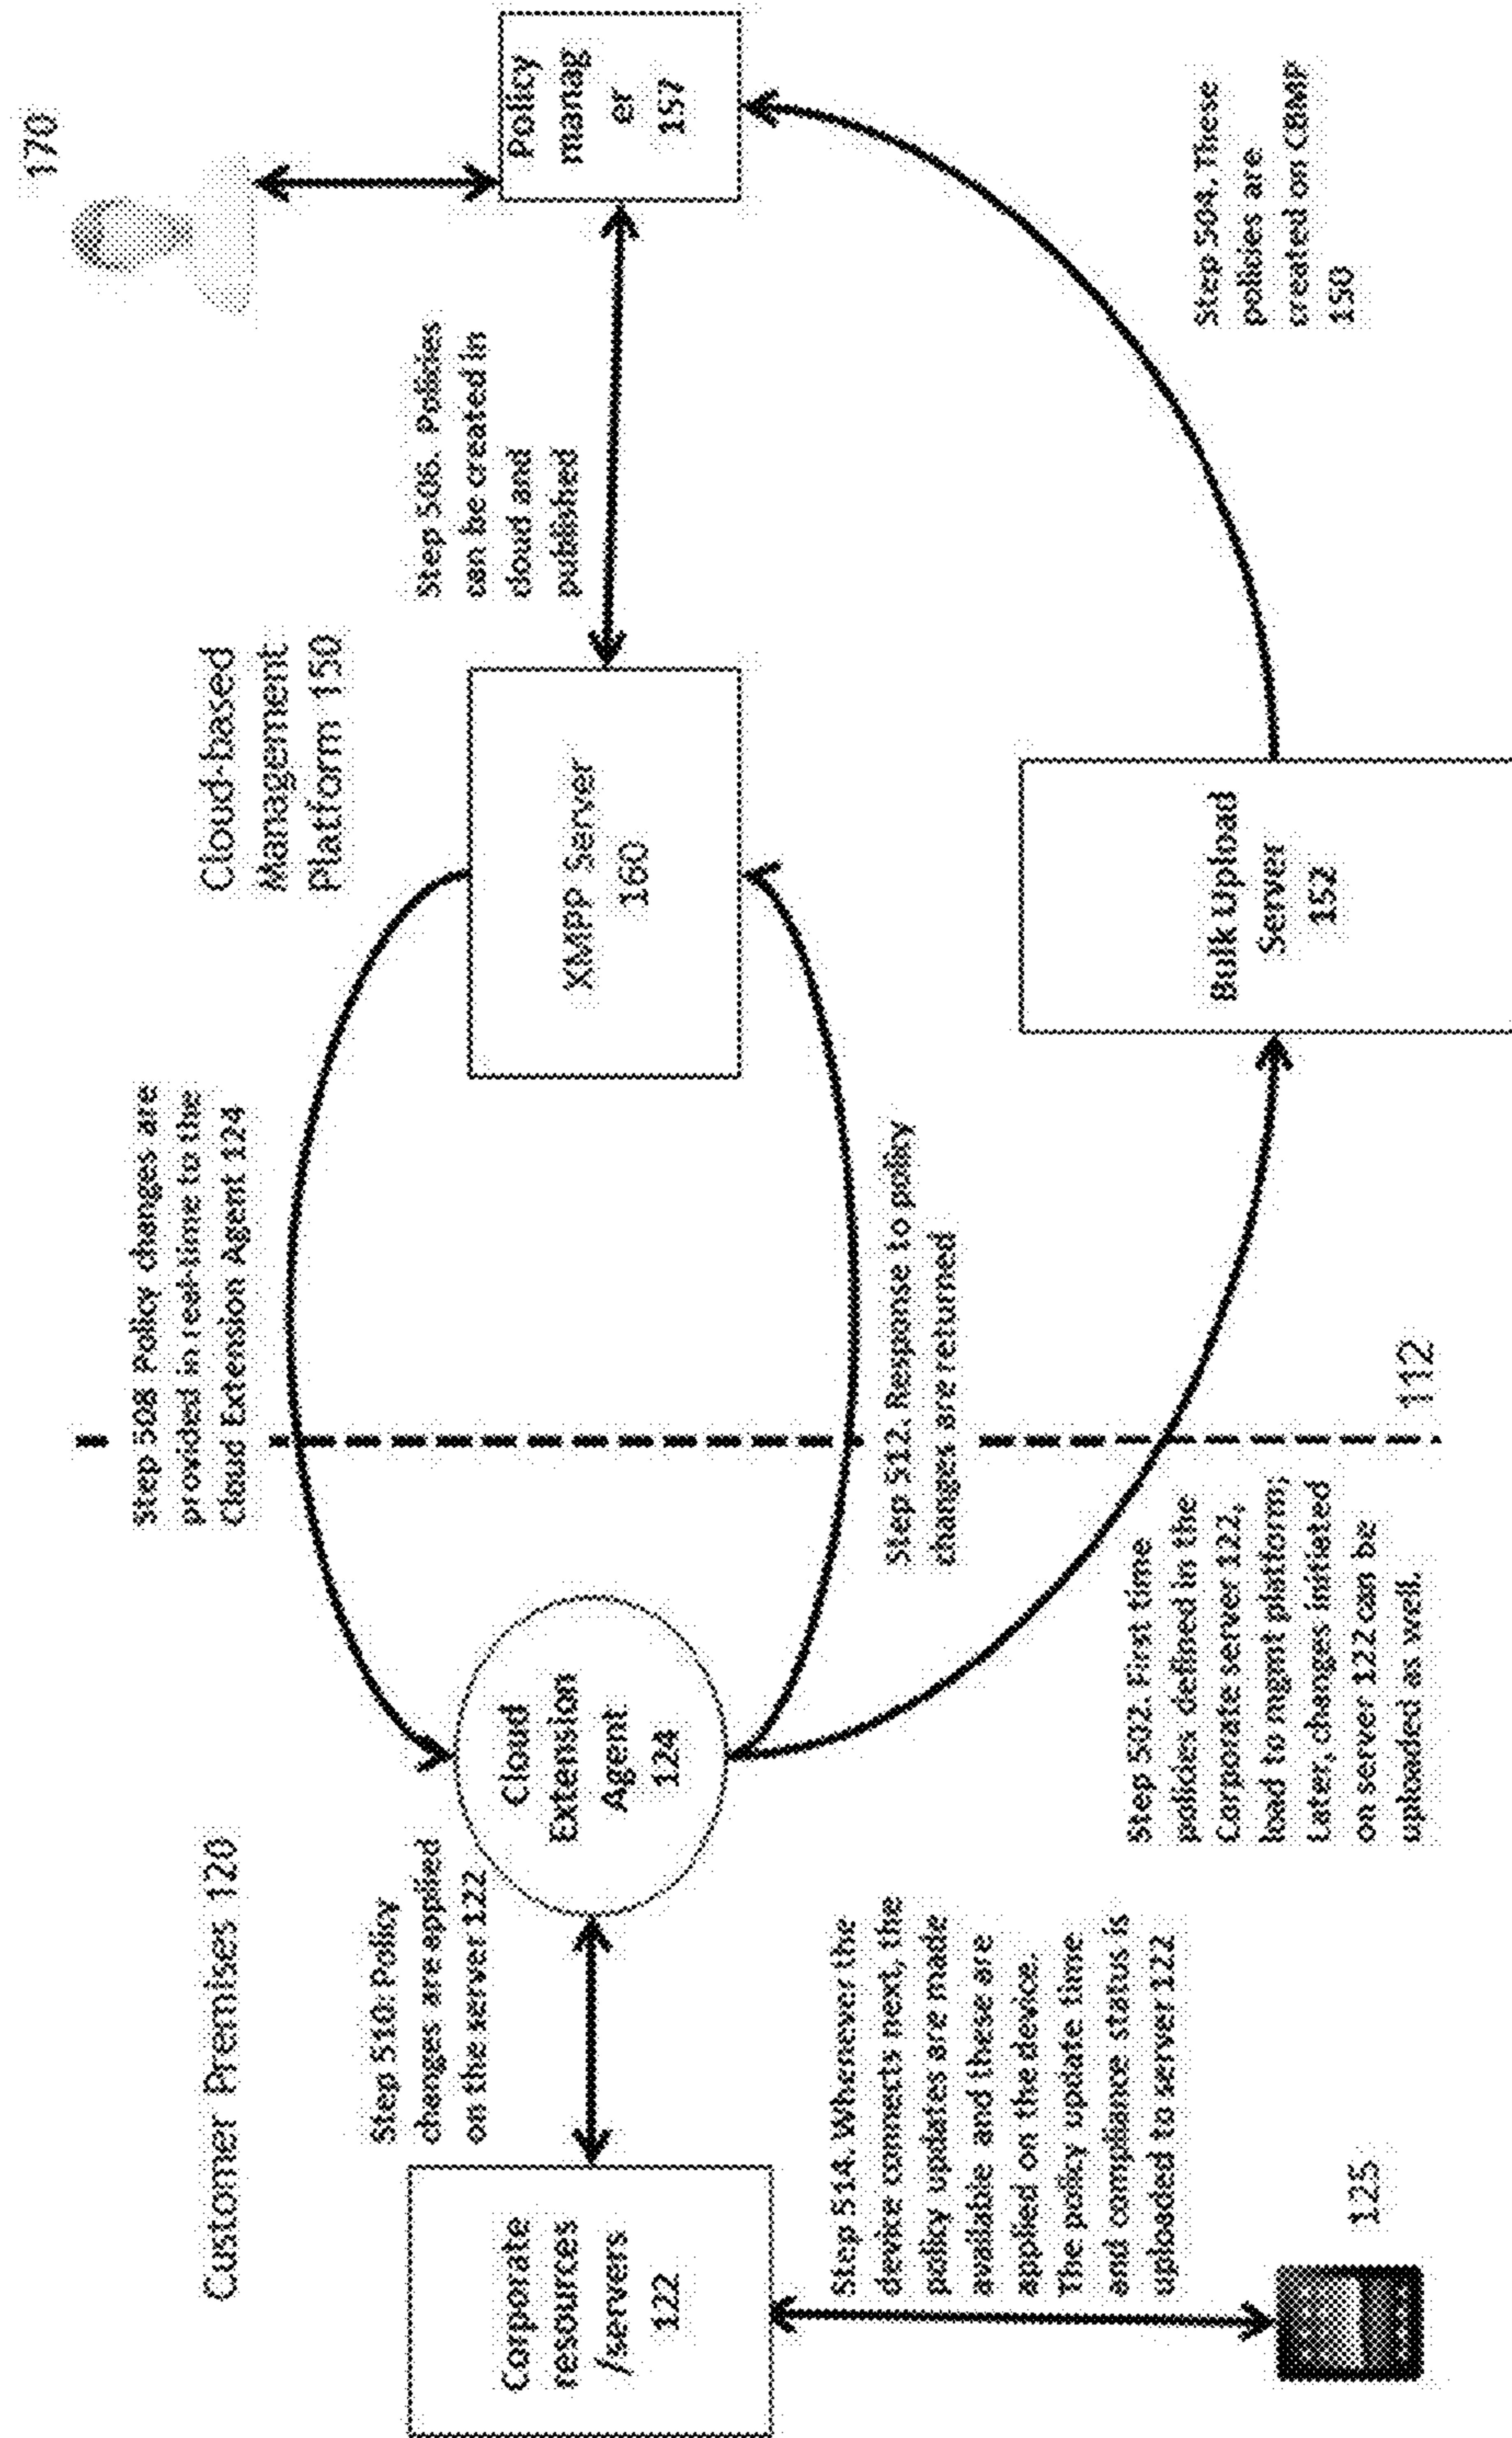 Customer Premises 120
Cloud-based
Management
Platform 150
170
Step 508 Policy changes are
provided in real-time to the
Cloud Extension Agent 124
Step 510: Policy
changes are applied
on the server 122
Step 506. Policies
can be created in
cloud and
published
Corporate
resources
/servers
122
Cloud
Extension
Agent
124
XMPP Server
160
Policy
manag
er
157
Step 514. Whenever the
device connects next, the
policy updates are made
available and these are
applied on the device.
The policy update time
and compliance status is
uploaded to server 122
Step 512. Response to policy
changes are returned
Step 502. First time
policies defined in the
Corporate server 122,
load to mgmt platform;
Later, changes initiated
on server 122 can be
uploaded as well.
Bulk Upload
Server
152
Step 504. These
policies are
created on CBMP
150
125
112